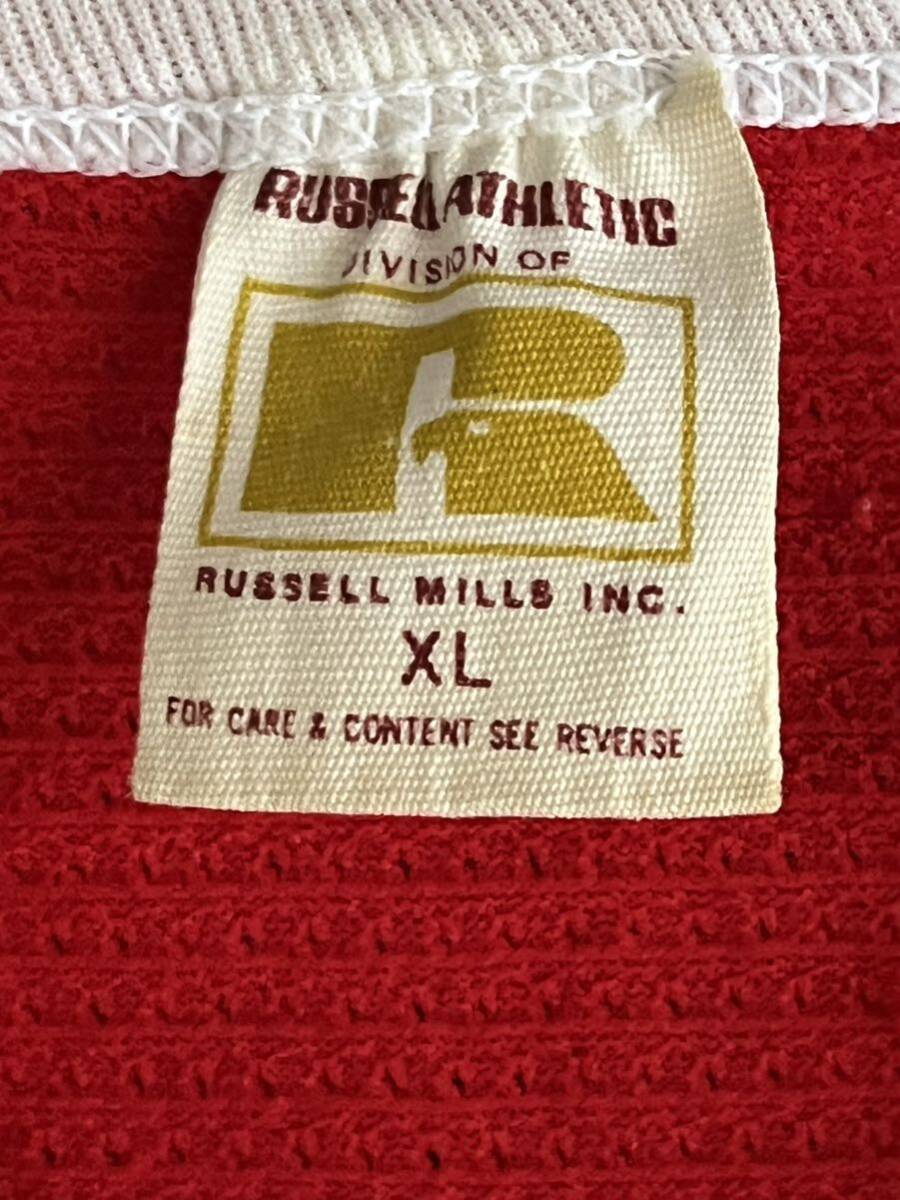 RUSSELL ATHLETIC
DIVISION OF
R
RUSSELL MILLS INC.
XL
FOR CARE & CONTENT SEE REVERSE